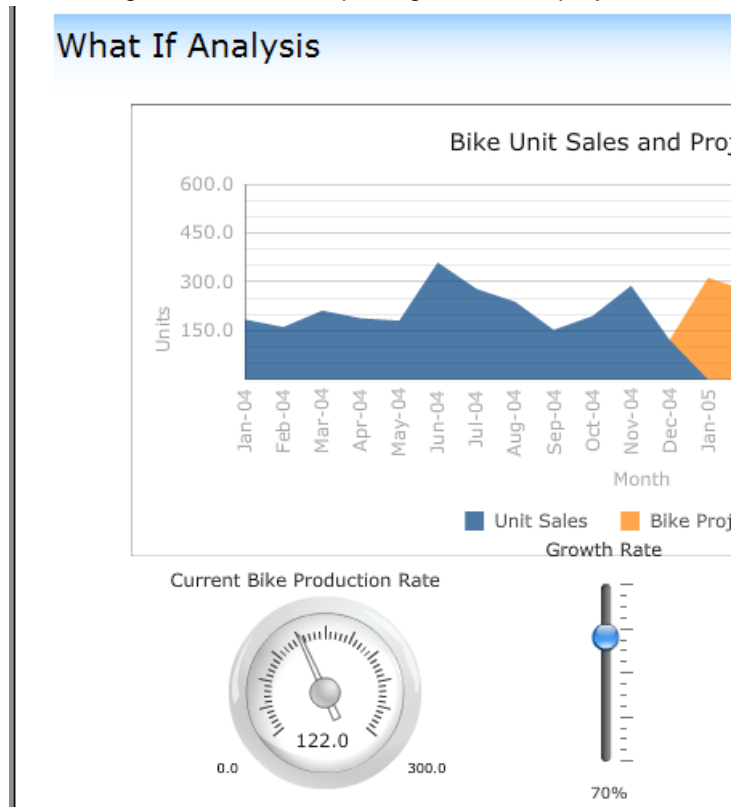 What If Analysis
Bike Unit Sales and Proj
600.0
450.0
300.0
150.0
Units
Jan-04
Feb-04
Mar-04
Apr-04
May-04
Jun-04
Jul-04
Aug-04
Sep-04
Oct-04
Nov-04
Dec-04
Jan-05
Month
Unit Sales Bike Proj
Growth Rate
Current Bike Production Rate
122.0
0.0 300.0
70%